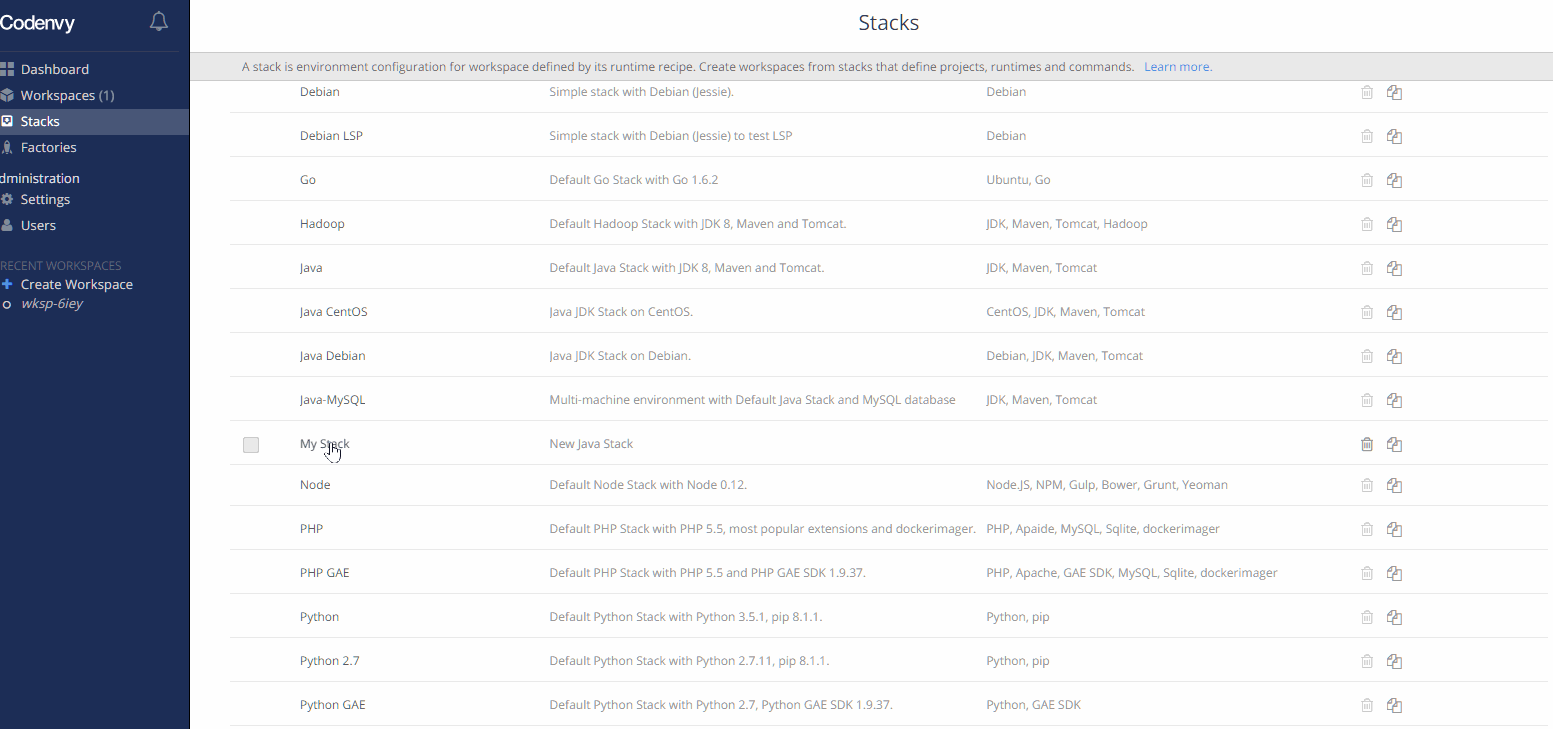 Codenvy
Dashboard
Workspaces (1)
Stacks
Factories
dministration
Settings
Users
RECENT WORKSPACES
Create Workspace
wksp-6iey
Stacks
A stack is environment configuration for workspace defined by its runtime recipe. Create workspaces from stacks that define projects, runtimes and commands. Learn more.
Debian Simple stack with Debian (Jessie). Debian
Debian LSP Simple stack with Debian (Jessie) to test LSP Debian
Go Default Go Stack with Go 1.6.2 Ubuntu, Go
Hadoop Default Hadoop Stack with JDK 8, Maven and Tomcat. JDK, Maven, Tomcat, Hadoop
Java Default Java Stack with JDK 8, Maven and Tomcat. JDK, Maven, Tomcat
Java CentOS Java JDK Stack on CentOS. CentOS, JDK, Maven, Tomcat
Java Debian Java JDK Stack on Debian. Debian, JDK, Maven, Tomcat
Java-MySQL Multi-machine environment with Default Java Stack and MySQL database JDK, Maven, Tomcat
My Stack New Java Stack
Node Default Node Stack with Node 0.12. Node.JS, NPM, Gulp, Bower, Grunt, Yeoman
PHP Default PHP Stack with PHP 5.5, most popular extensions and dockerimager. PHP, Apaide, MySQL, Sqlite, dockerimager
PHP GAE Default PHP Stack with PHP 5.5 and PHP GAE SDK 1.9.37. PHP, Apache, GAE SDK, MySQL, Sqlite, dockerimager
Python Default Python Stack with Python 3.5.1, pip 8.1.1. Python, pip
Python 2.7 Default Python Stack with Python 2.7.11, pip 8.1.1. Python, pip
Python GAE Default Python Stack with Python 2.7, Python GAE SDK 1.9.37. Python, GAE SDK